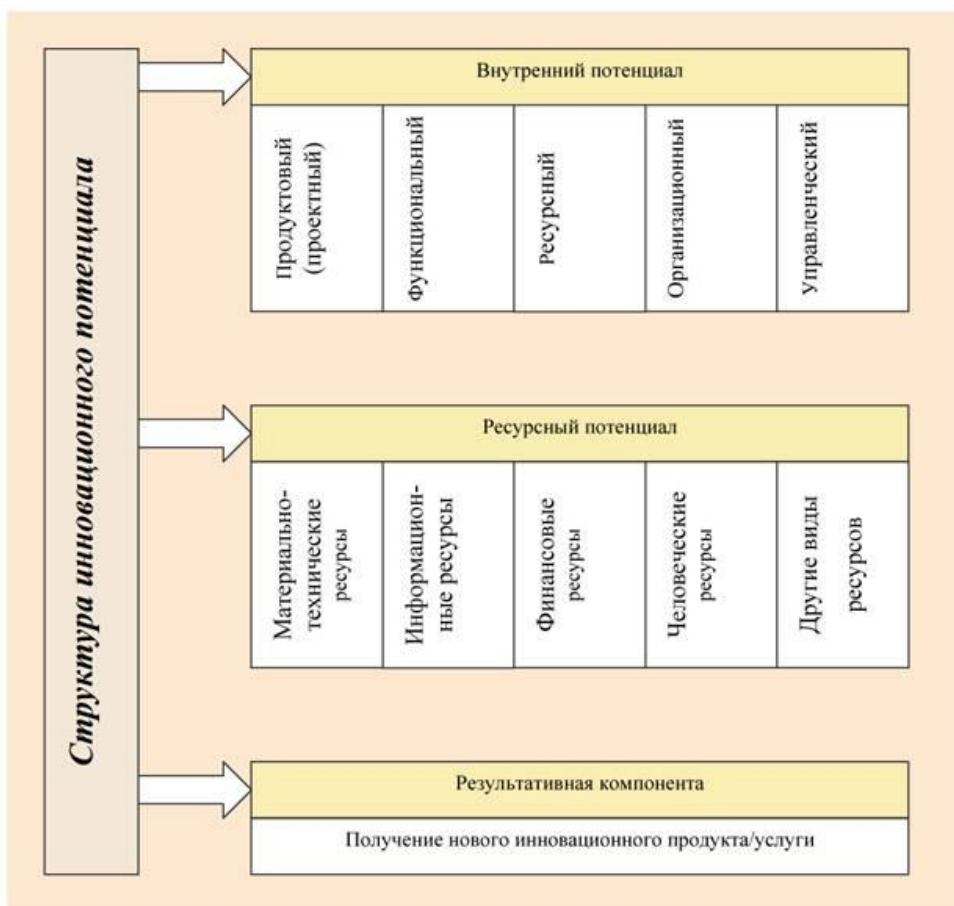 Структура инновационного потенциала
Внутренний потенциал
Продуктовый
(проектный)
Функциональный
Ресурсный
Организационный
Управленческий
Ресурсный потенциал
Материально-
технические
ресурсы
Информацион-
ные ресурсы
Финансовые
ресурсы
Человеческие
ресурсы
Другие виды
ресурсов
Результативная компонента
Получение нового инновационного продукта/услуги